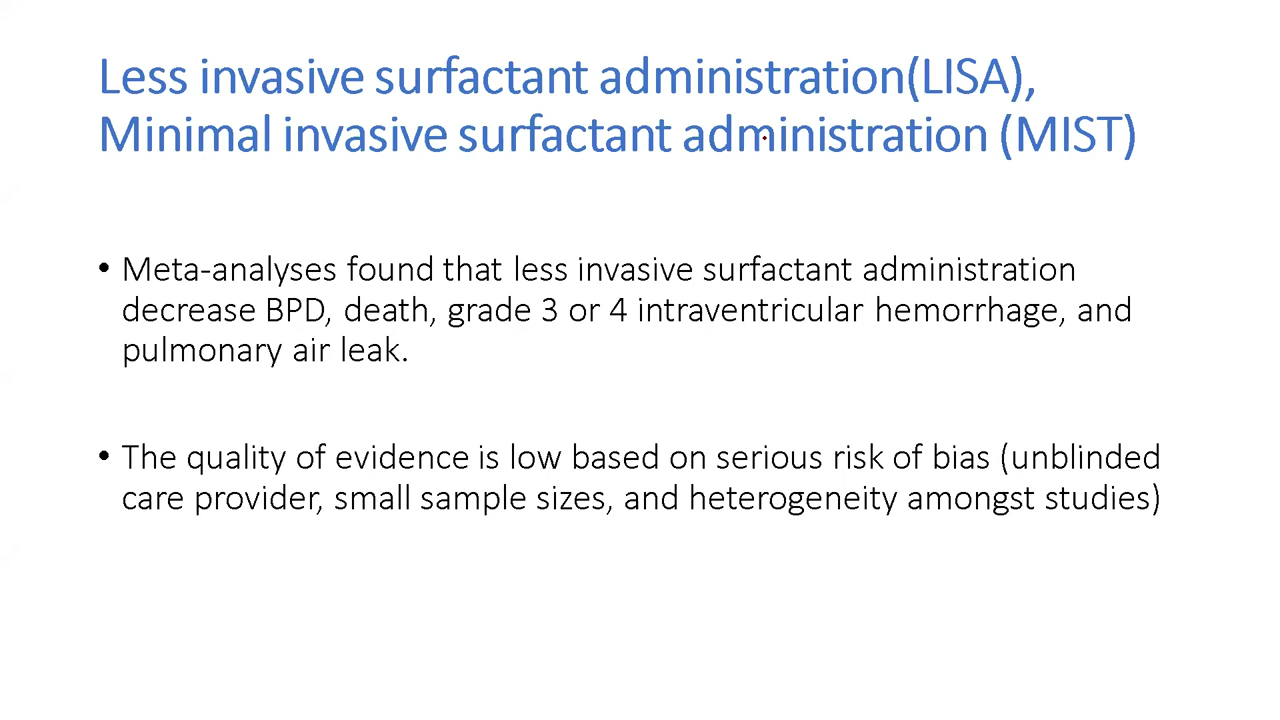 Less invasive surfactant administration(LISA),
Minimal invasive surfactant administration (MIST)
• Meta-analyses found that less invasive surfactant administration
decrease BPD, death, grade 3 or 4 intraventricular hemorrhage, and
pulmonary air leak.
• The quality of evidence is low based on serious risk of bias (unblinded
care provider, small sample sizes, and heterogeneity amongst studies)